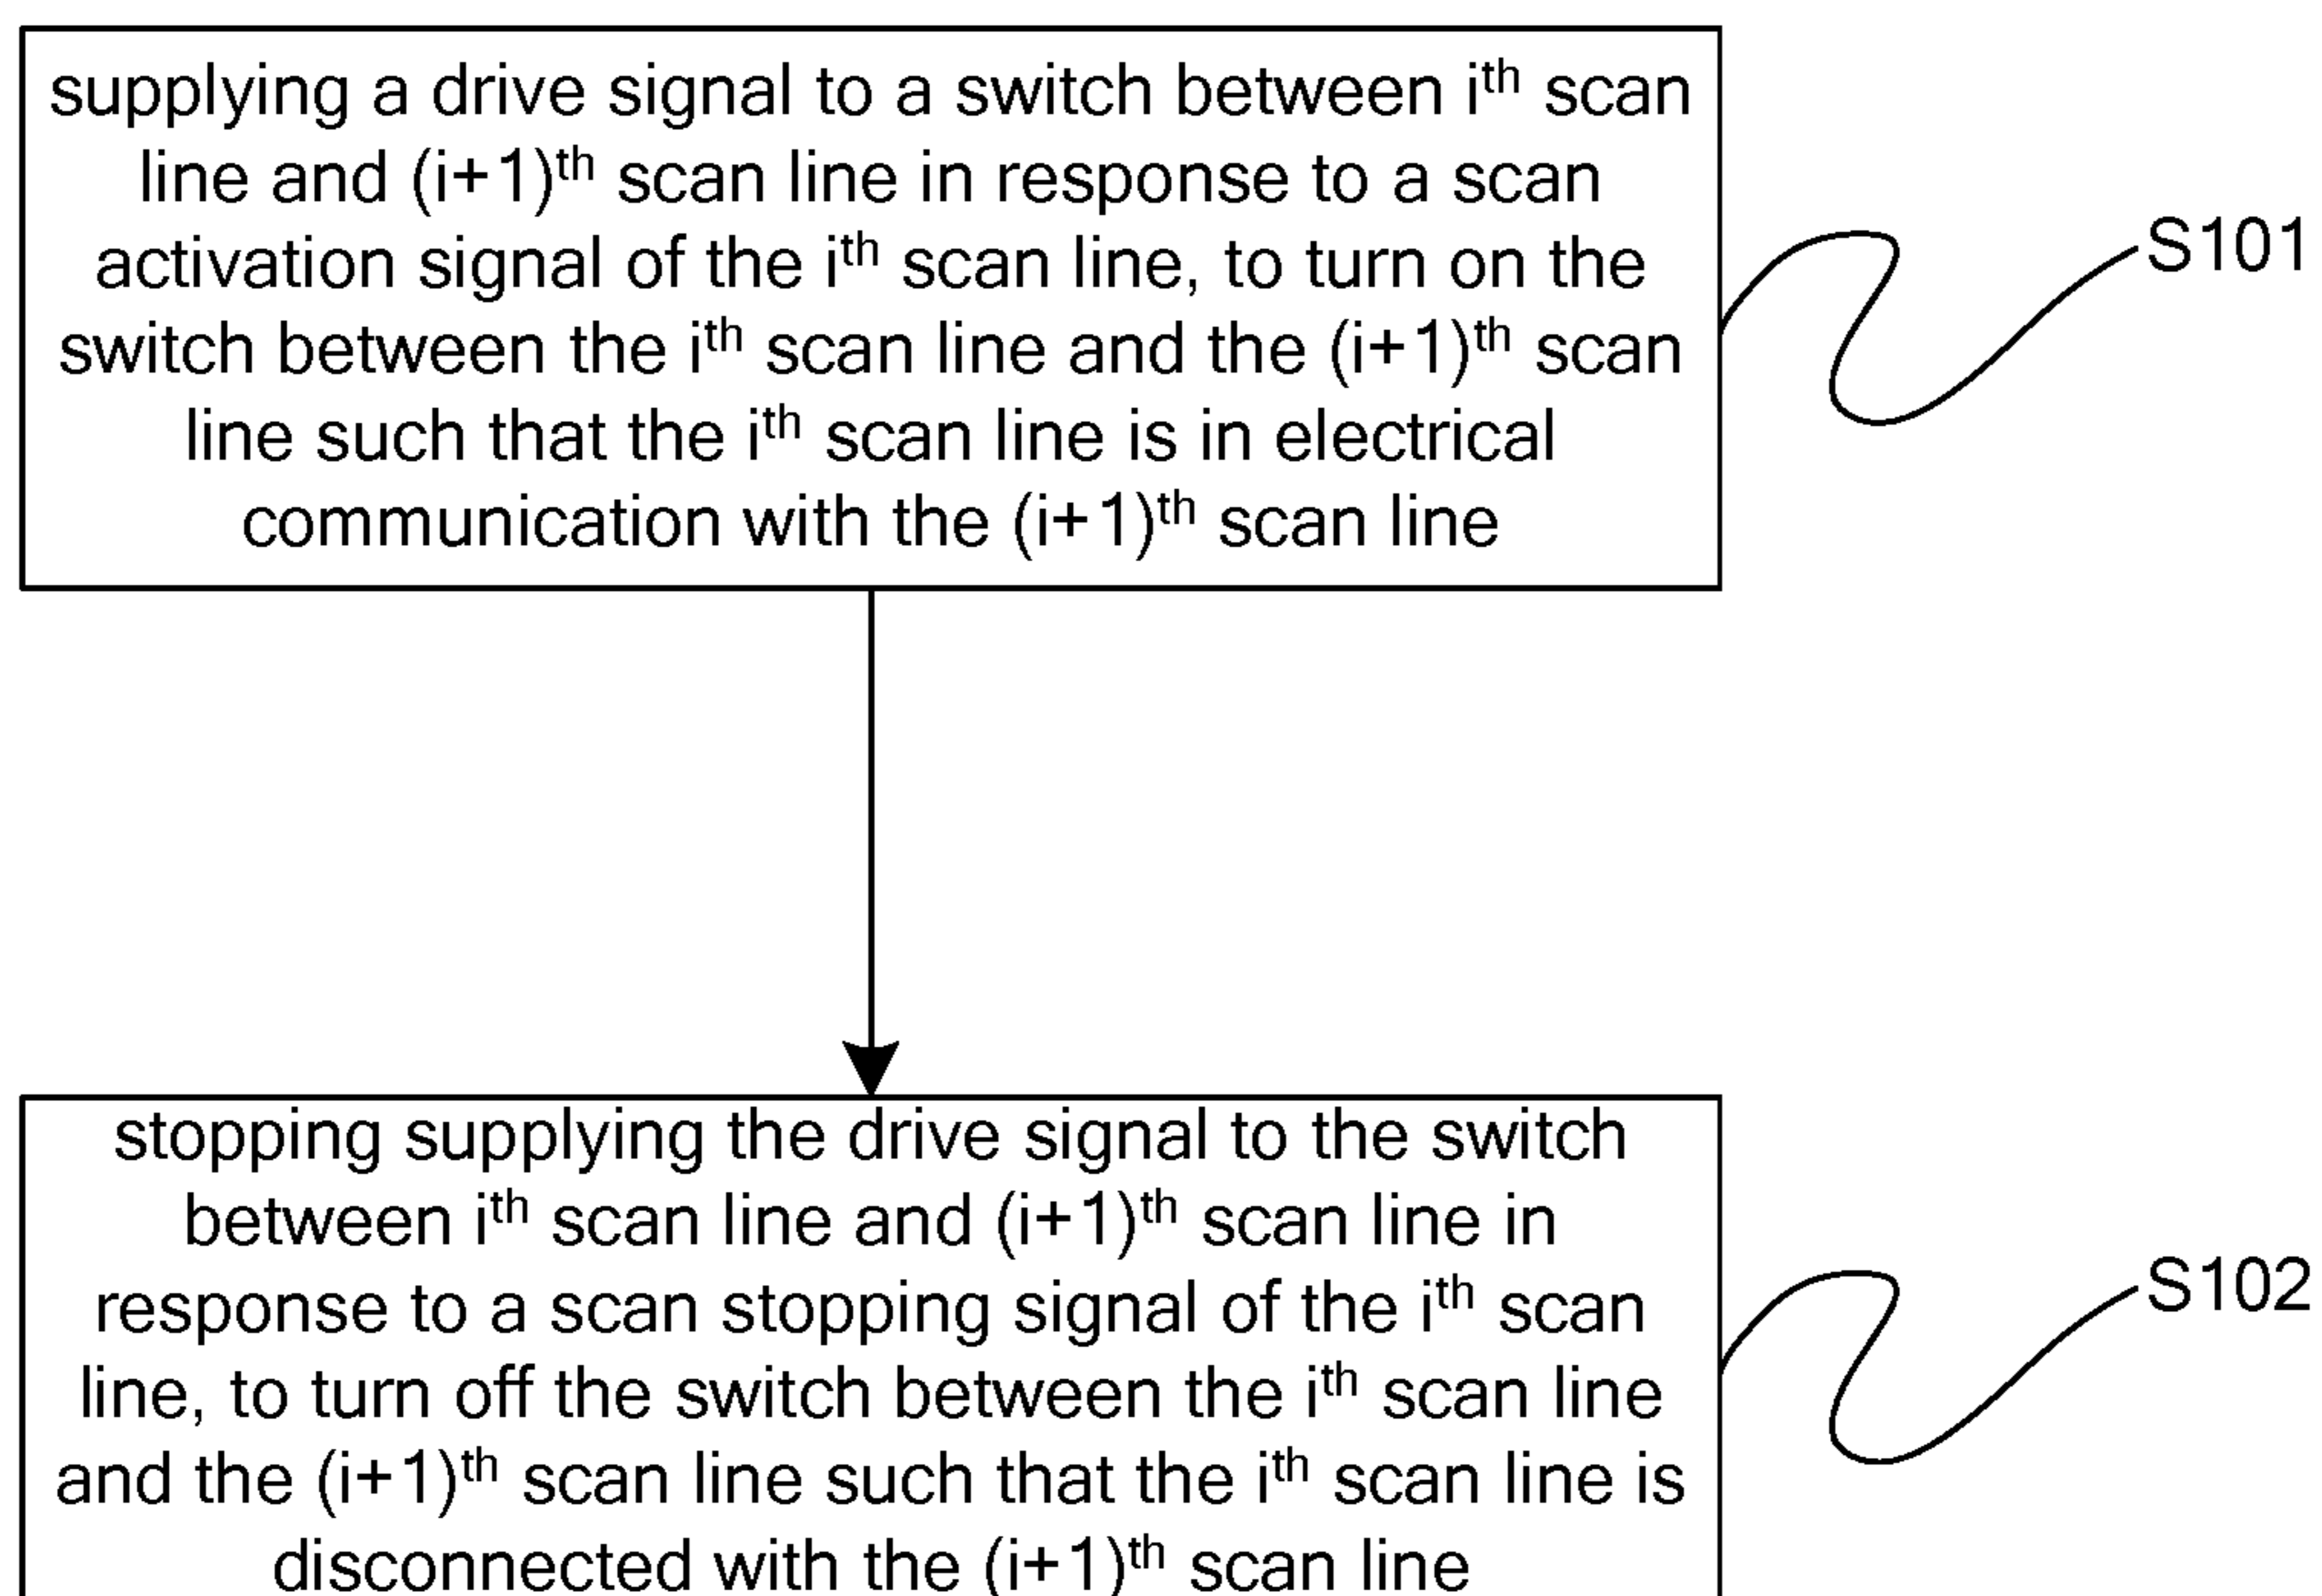 supplying a drive signal to a switch between iᵗʰ scan
line and (i+1)ᵗʰ scan line in response to a scan
activation signal of the iᵗʰ scan line, to turn on the
switch between the iᵗʰ scan line and the (i+1)ᵗʰ scan
line such that the iᵗʰ scan line is in electrical
communication with the (i+1)ᵗʰ scan line
S101
stopping supplying the drive signal to the switch
between iᵗʰ scan line and (i+1)ᵗʰ scan line in
response to a scan stopping signal of the iᵗʰ scan
line, to turn off the switch between the iᵗʰ scan line
and the (i+1)ᵗʰ scan line such that the iᵗʰ scan line is
disconnected with the (i+1)ᵗʰ scan line
S102